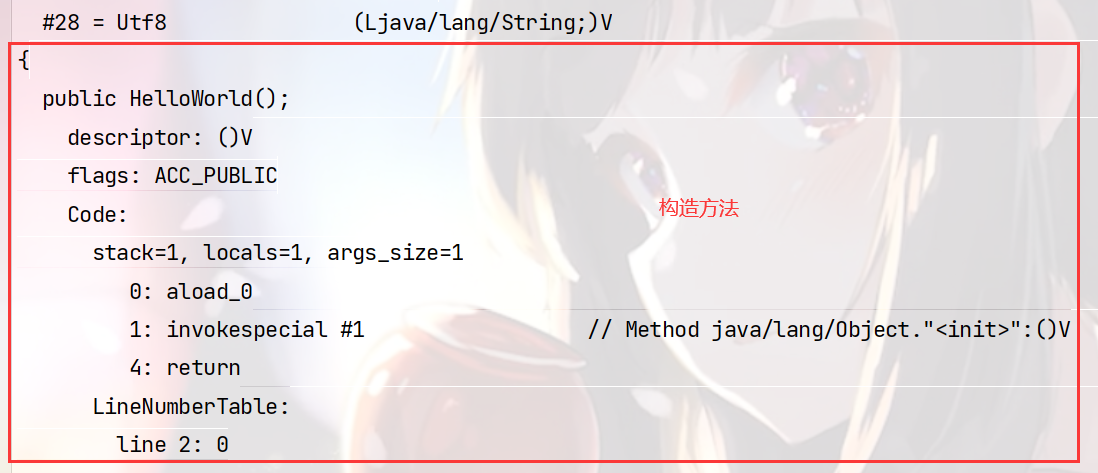 #28 = Utf8 (Ljava/lang/String;)V
{
public HelloWorld();
descriptor: ()V
flags: ACC_PUBLIC
构造方法
Code:
stack=1, locals=1, args_size=1
0: aload_0
1: invokespecial #1 // Method java/lang/Object."<init>":()V
4: return
LineNumberTable:
line 2: 0